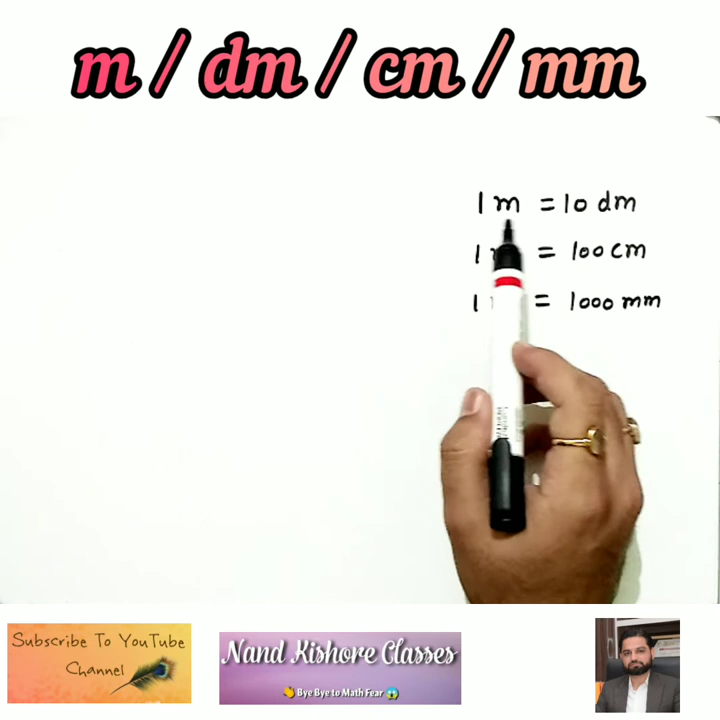 m / dm / cm / mm
1 m = 10 dm
1 = 100 cm
1 = 1000 mm
Subscribe To YouTube
Channel
Nand Kishore Classes
👋 Bye Bye to Math Fear 😱